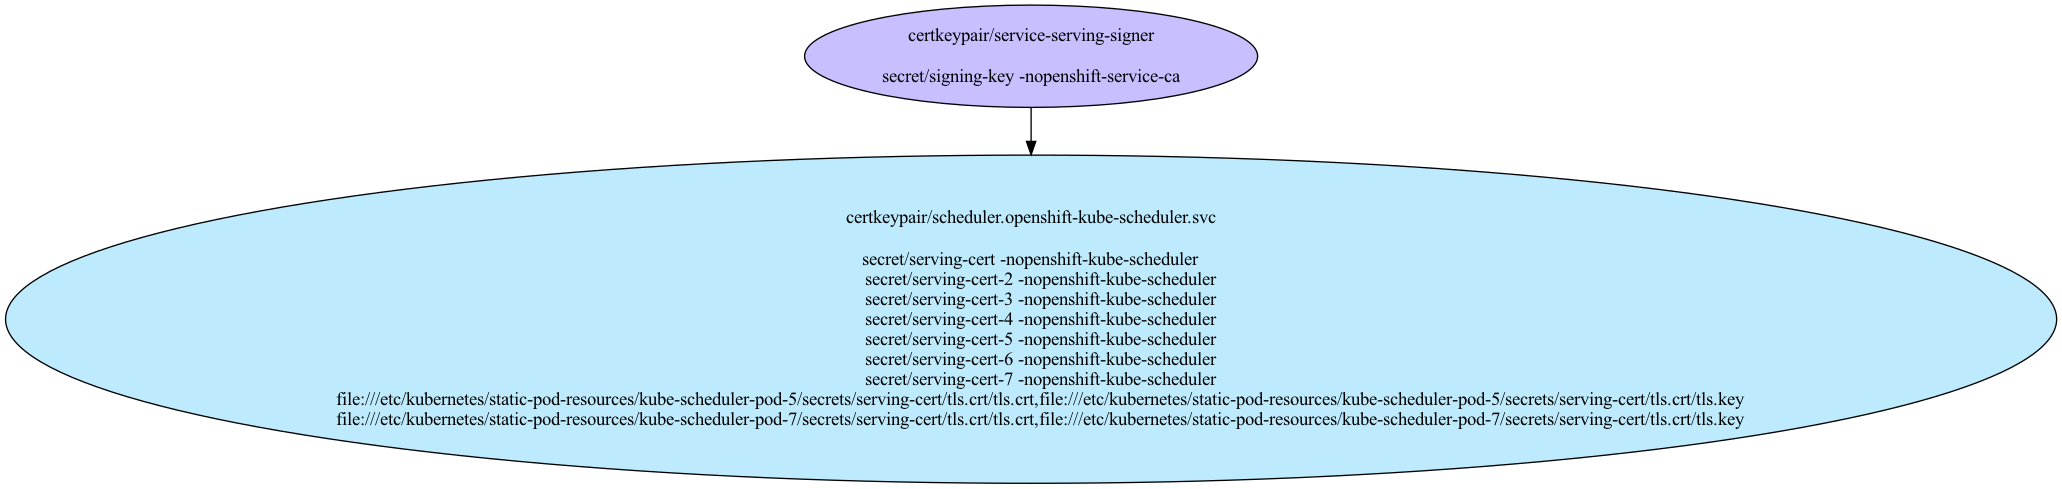 certkeypair/service-serving-signer
secret/signing-key -nopenshift-service-ca
certkeypair/scheduler.openshift-kube-scheduler.svc
secret/serving-cert -nopenshift-kube-scheduler
secret/serving-cert-2 -nopenshift-kube-scheduler
secret/serving-cert-3 -nopenshift-kube-scheduler
secret/serving-cert-4 -nopenshift-kube-scheduler
secret/serving-cert-5 -nopenshift-kube-scheduler
secret/serving-cert-6 -nopenshift-kube-scheduler
secret/serving-cert-7 -nopenshift-kube-scheduler
file:///etc/kubernetes/static-pod-resources/kube-scheduler-pod-5/secrets/serving-cert/tls.crt/tls.crt,file:///etc/kubernetes/static-pod-resources/kube-scheduler-pod-5/secrets/serving-cert/tls.crt/tls.key
file:///etc/kubernetes/static-pod-resources/kube-scheduler-pod-7/secrets/serving-cert/tls.crt/tls.crt,file:///etc/kubernetes/static-pod-resources/kube-scheduler-pod-7/secrets/serving-cert/tls.crt/tls.key